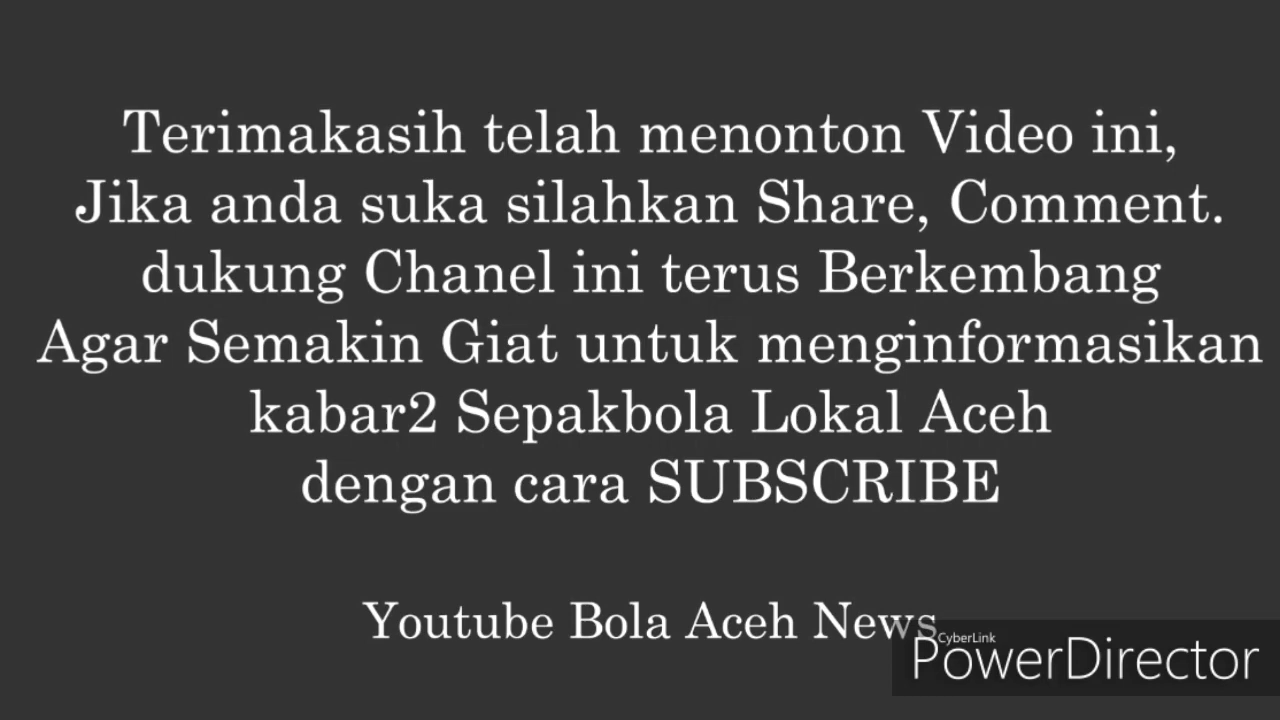 Terimakasih telah menonton Video ini,
Jika anda suka silahkan Share, Comment.
dukung Chanel ini terus Berkembang
Agar Semakin Giat untuk menginformasikan
kabar2 Sepakbola Lokal Aceh
dengan cara SUBSCRIBE
Youtube Bola Aceh News
CyberLink
PowerDirector